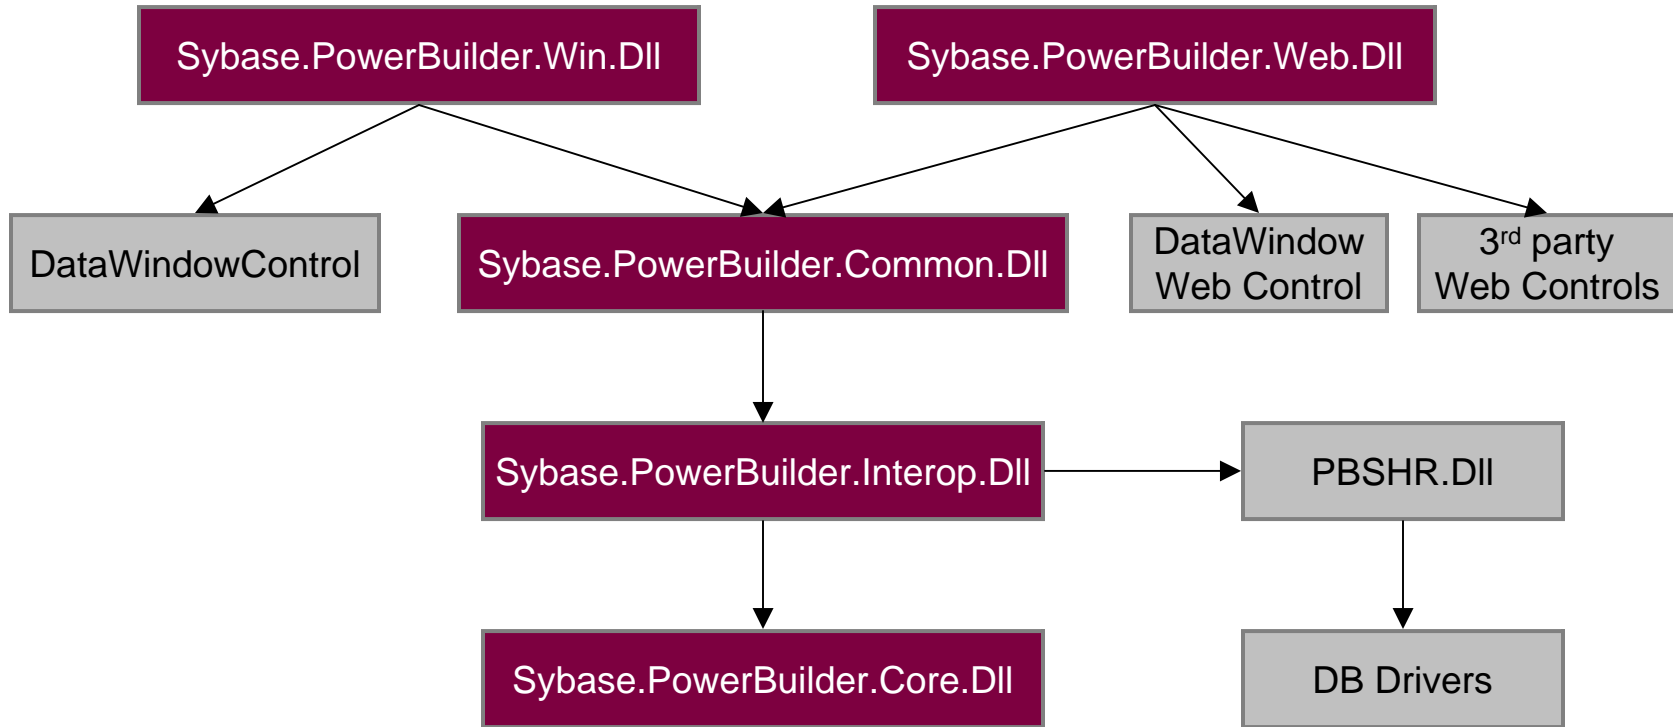 Sybase.PowerBuilder.Win.Dll
Sybase.PowerBuilder.Web.Dll
DataWindowControl
Sybase.PowerBuilder.Common.Dll
DataWindow
Web Control
3rd party
Web Controls
Sybase.PowerBuilder.Interop.Dll
PBSHR.Dll
Sybase.PowerBuilder.Core.Dll
DB Drivers